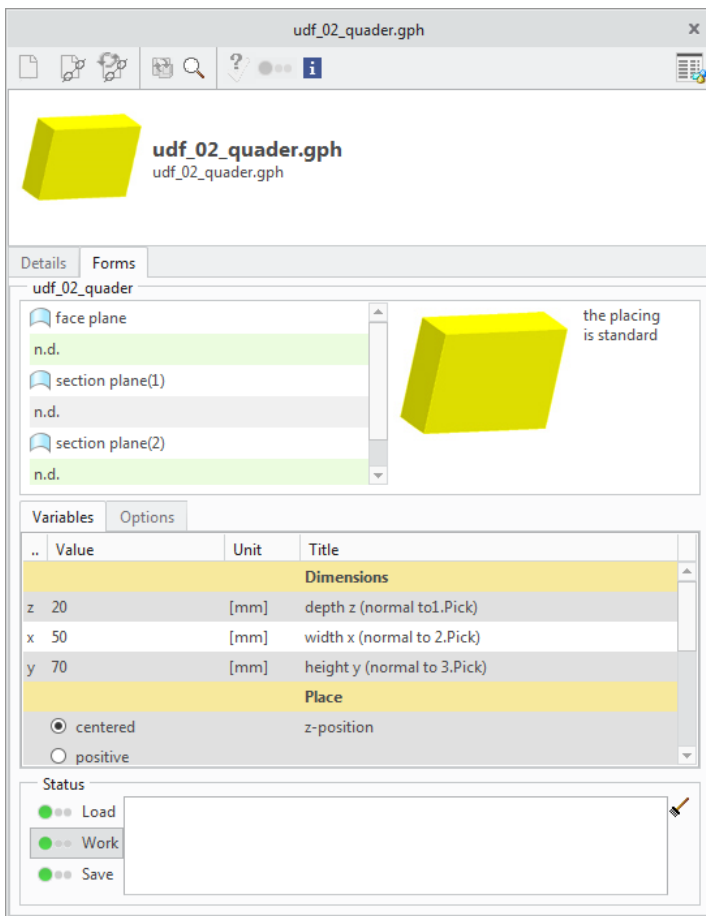 udf_02_quader.gph
udf_02_quader.gph
udf_02_quader.gph
Details Forms
udf_02_quader
face plane
n.d.
section plane(1)
n.d.
section plane(2)
n.d.
the placing
is standard
Variables Options
.. Value Unit Title
Dimensions
z 20 [mm] depth z (normal to1.Pick)
x 50 [mm] width x (normal to 2.Pick)
y 70 [mm] height y (normal to 3.Pick)
Place
centered z-position
positive
Status
Load
Work
Save